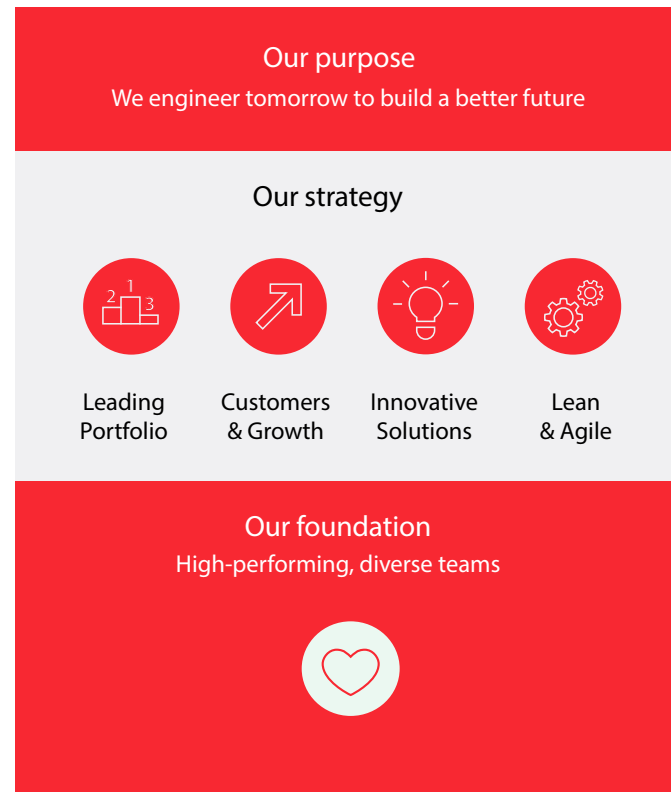 Our purpose
We engineer tomorrow to build a better future
Our strategy
2 1 3
Leading
Portfolio
Customers
& Growth
Innovative
Solutions
Lean
& Agile
Our foundation
High-performing, diverse teams